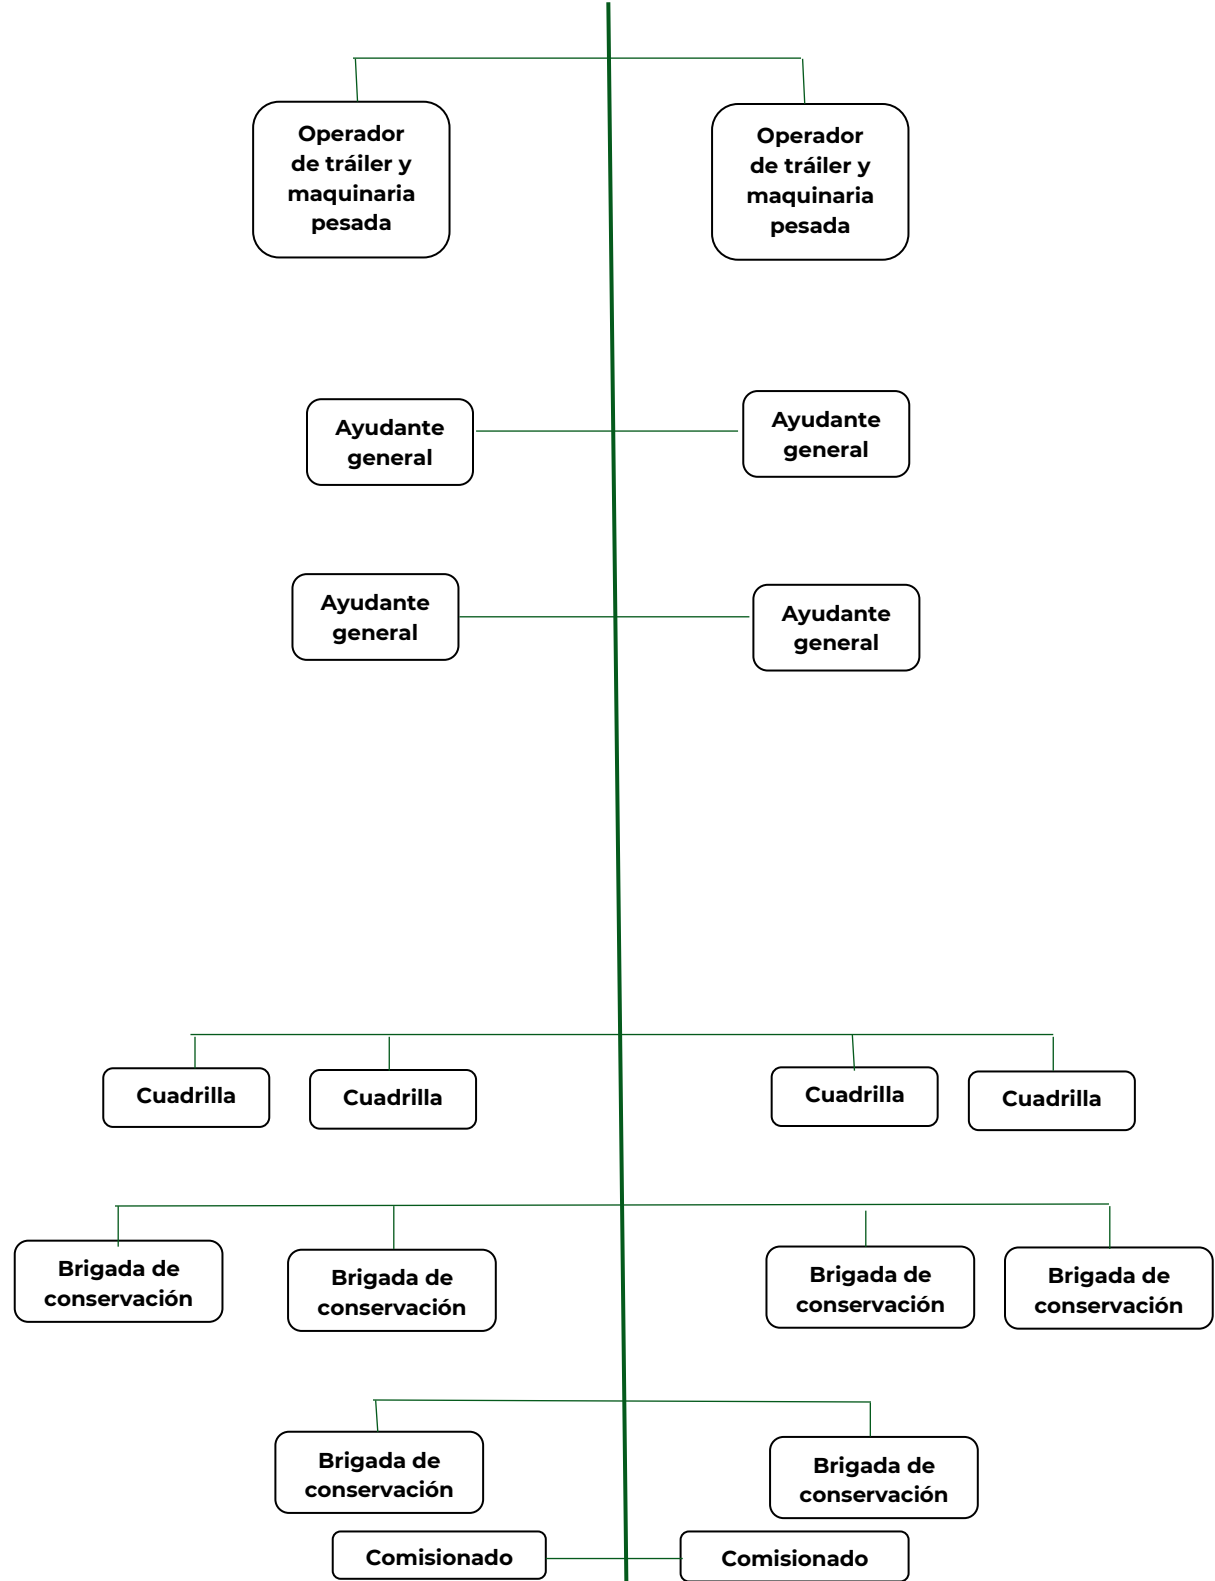 Operador
de tráiler y
maquinaria
pesada
Operador
de tráiler y
maquinaria
pesada
Ayudante
general
Ayudante
general
Ayudante
general
Ayudante
general
Cuadrilla
Cuadrilla
Cuadrilla
Cuadrilla
Brigada de
conservación
Brigada de
conservación
Brigada de
conservación
Brigada de
conservación
Brigada de
conservación
Brigada de
conservación
Comisionado
Comisionado